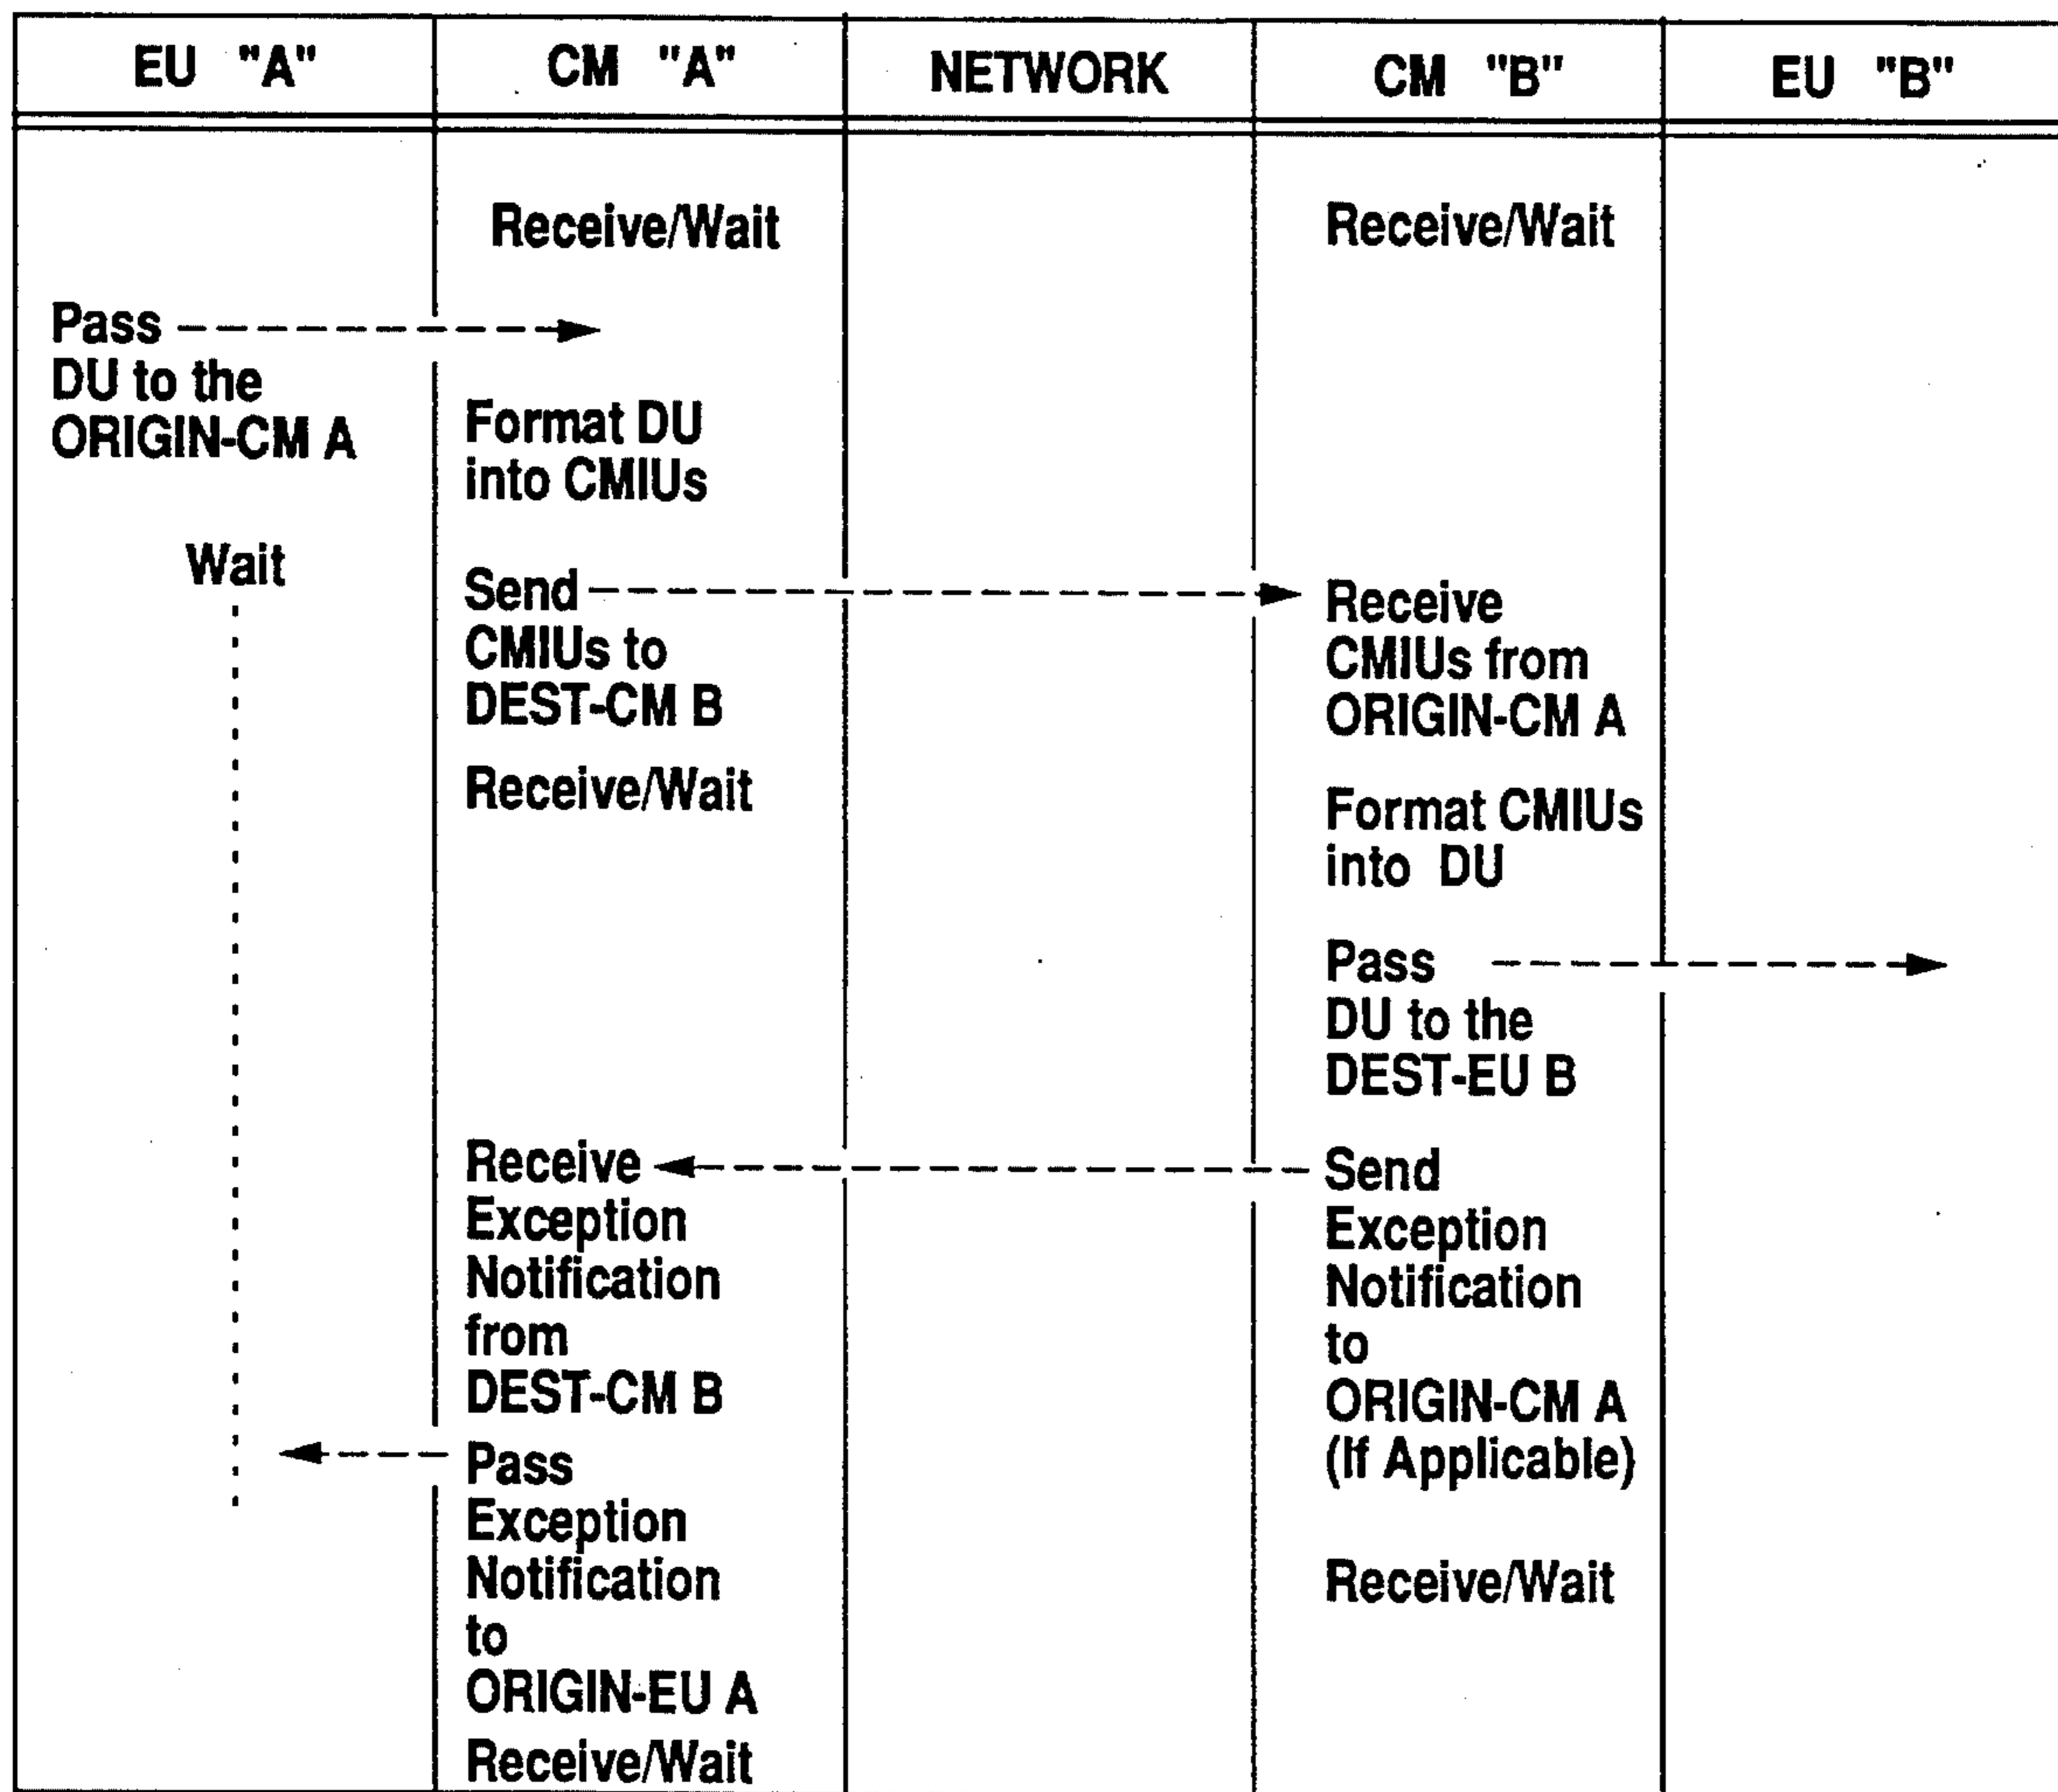 EU "A"
CM "A"
NETWORK
CM "B"
EU "B"
Receive/Wait
Receive/Wait
Pass
DU to the
ORIGIN-CM A
Format DU
into CMIUs
Wait
Send
CMIUs to
DEST-CM B
Receive
CMIUs from
ORIGIN-CM A
Receive/Wait
Format CMIUs
into DU
Pass
DU to the
DEST-EU B
Receive
Exception
Notification
from
DEST-CM B
Send
Exception
Notification
to
ORIGIN-CM A
(If Applicable)
Pass
Exception
Notification
to
ORIGIN-EU A
Receive/Wait
Receive/Wait